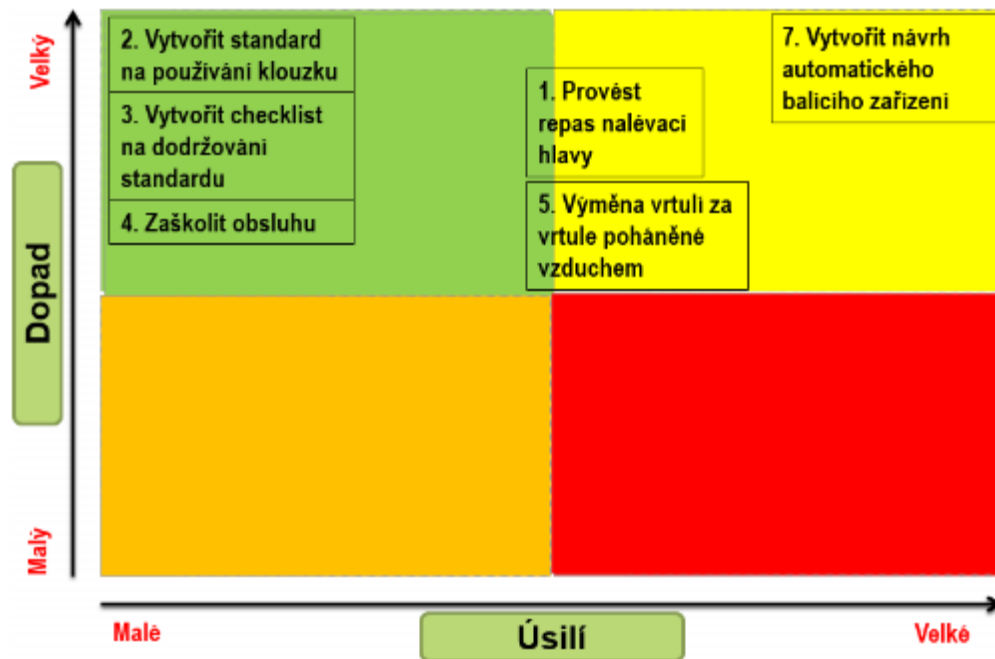 Velký
2. Vytvořit standard
na používání klouzku
3. Vytvořit checklist
na dodržování
standardu
4. Zaškolit obsluhu
1. Provést
repas nalévací
hlavy
5. Výměna vrtulí za
vrtule poháněné
vzduchem
7. Vytvořit návrh
automatického
balícího zařízení
Dopad
Malý
Malé
Úsilí
Velké